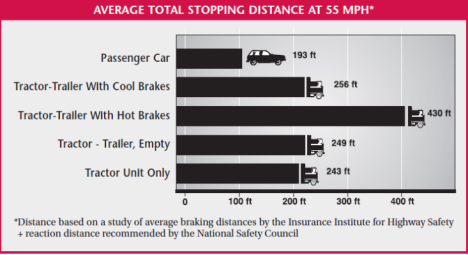 AVERAGE TOTAL STOPPING DISTANCE AT 55 MPH*
Passenger Car 193 ft
Tractor-Trailer With Cool Brakes 256 ft
Tractor-Trailer With Hot Brakes 430 ft
Tractor - Trailer, Empty 249 ft
Tractor Unit Only 243 ft
0 100 ft 200 ft 300 ft 400 ft
*Distance based on a study of average braking distances by the Insurance Institute for Highway Safety
+ reaction distance recommended by the National Safety Council